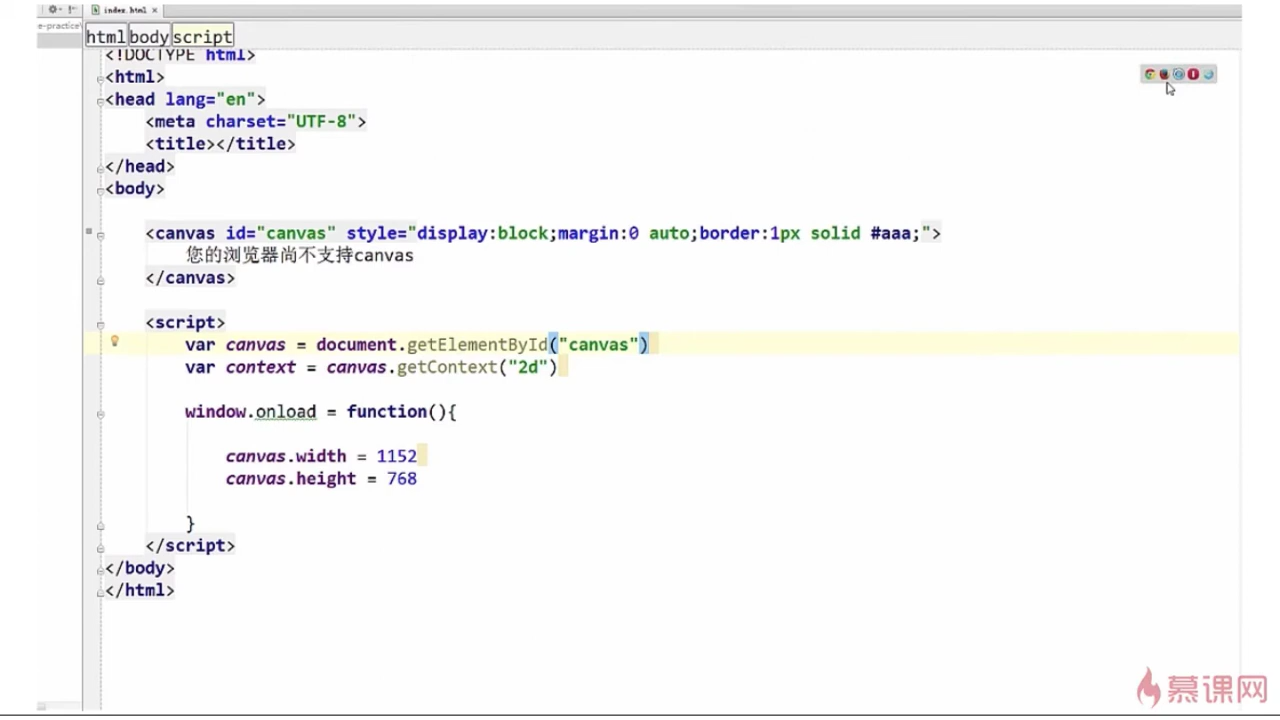 index.html
e-practice\
html body script
<!DOCTYPE html>
<html>
<head lang="en">
<meta charset="UTF-8">
<title></title>
</head>
<body>
<canvas id="canvas" style="display:block;margin:0 auto;border:1px solid #aaa;">
您的浏览器尚不支持canvas
</canvas>
<script>
var canvas = document.getElementById("canvas")
var context = canvas.getContext("2d")
window.onload = function(){
canvas.width = 1152
canvas.height = 768
}
</script>
</body>
</html>
慕课网